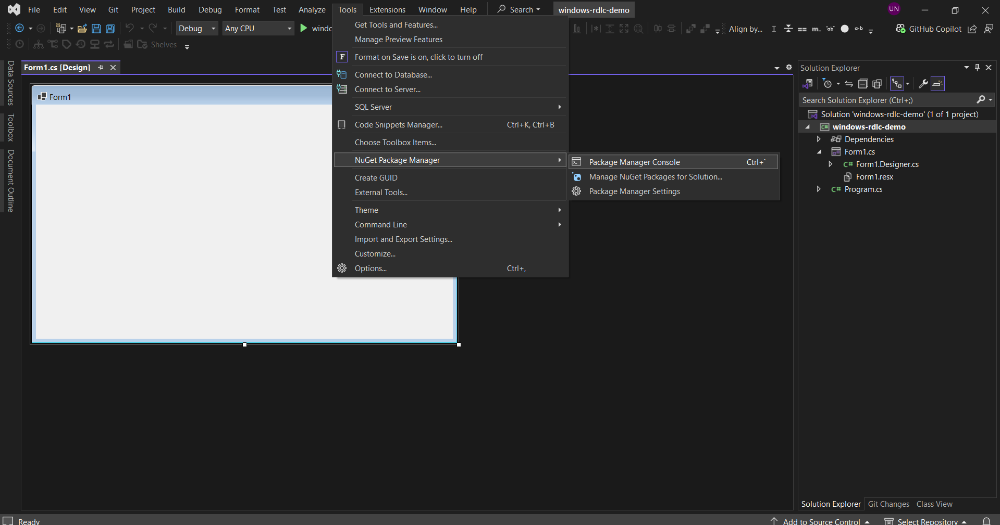 File Edit View Git Project Build Debug Format Test Analyze Tools Extensions Window Help Search windows-rdlc-demo UN
Debug Any CPU windo Align by... GitHub Copilot
Shelves
Data Sources
Toolbox
Document Outline
Form1.cs [Design]
Form1
Get Tools and Features...
Manage Preview Features
F Format on Save is on, click to turn off
Connect to Database...
Connect to Server...
SQL Server
Code Snippets Manager... Ctrl+K, Ctrl+B
Choose Toolbox Items...
NuGet Package Manager
Create GUID
External Tools...
Theme
Command Line
Import and Export Settings...
Customize...
Options... Ctrl+,
Package Manager Console Ctrl+`
Manage NuGet Packages for Solution...
Package Manager Settings
Solution Explorer
Search Solution Explorer (Ctrl+;)
Solution 'windows-rdlc-demo' (1 of 1 project)
C# windows-rdlc-demo
Dependencies
Form1.cs
C# Form1.Designer.cs
Form1.resx
C# Program.cs
Solution Explorer Git Changes Class View
Ready Add to Source Control Select Repository